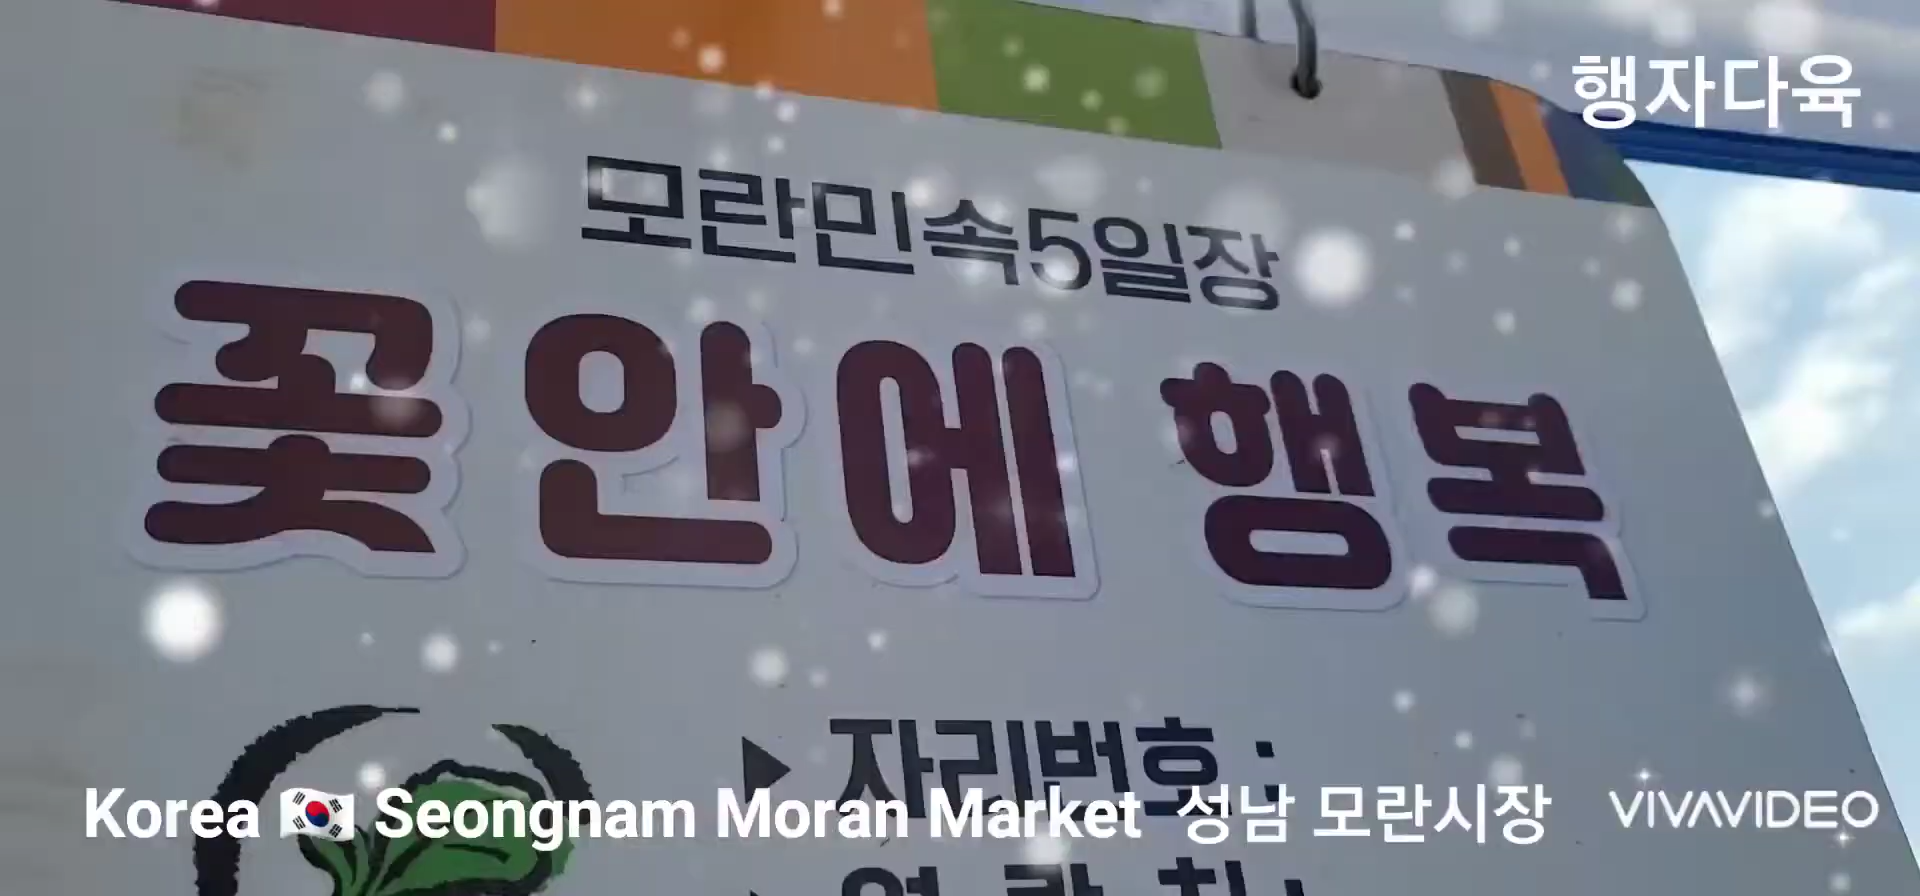 행자다육
모란민속5일장
꽃안에 행복
▶자리번호 :
Korea 🇰🇷 Seongnam Moran Market 성남 모란시장
VIVAVIDEO